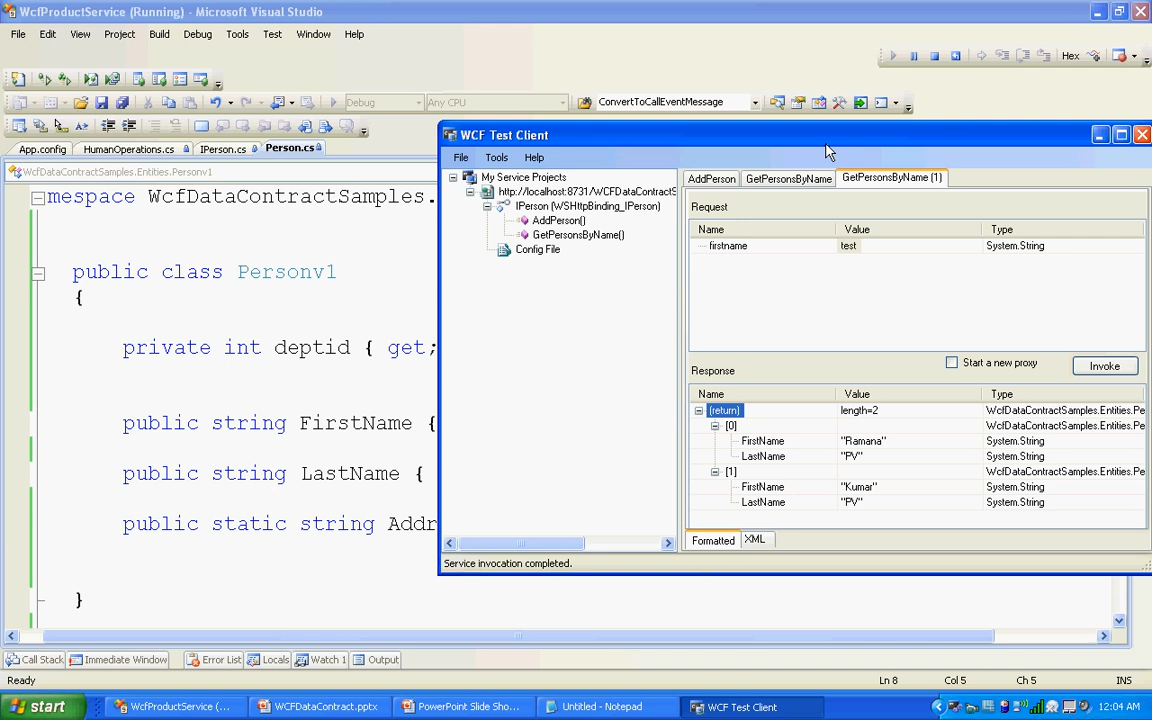 WcfProductService (Running) - Microsoft Visual Studio
File Edit View Project Build Debug Tools Test Window Help
Hex
Debug Any CPU ConvertToCallEventMessage
App.config HumanOperations.cs IPerson.cs Person.cs
WcfDataContractSamples.Entities.Personv1
mespace WcfDataContractSamples.
public class Personv1
{
private int deptid { get;
public string FirstName {
public string LastName {
public static string Addr
}
WCF Test Client
File Tools Help
My Service Projects
http://localhost:8731/WCFDataContractS
IPerson (WSHttpBinding_IPerson)
AddPerson()
GetPersonsByName()
Config File
AddPerson GetPersonsByName GetPersonsByName (1)
Request
Name Value Type
firstname test System.String
Start a new proxy Invoke
Response
Name Value Type
(return) length=2 WcfDataContractSamples.Entities.Pe
[0] WcfDataContractSamples.Entities.Pe
FirstName "Ramana" System.String
LastName "PV" System.String
[1] WcfDataContractSamples.Entities.Pe
FirstName "Kumar" System.String
LastName "PV" System.String
Formatted XML
Service invocation completed.
Call Stack Immediate Window Error List Locals Watch 1 Output
Ready Ln 8 Col 5 Ch 5 INS
start WcfProductService (... WCFDataContract.pptx PowerPoint Slide Sho... Untitled - Notepad WCF Test Client 12:04 AM